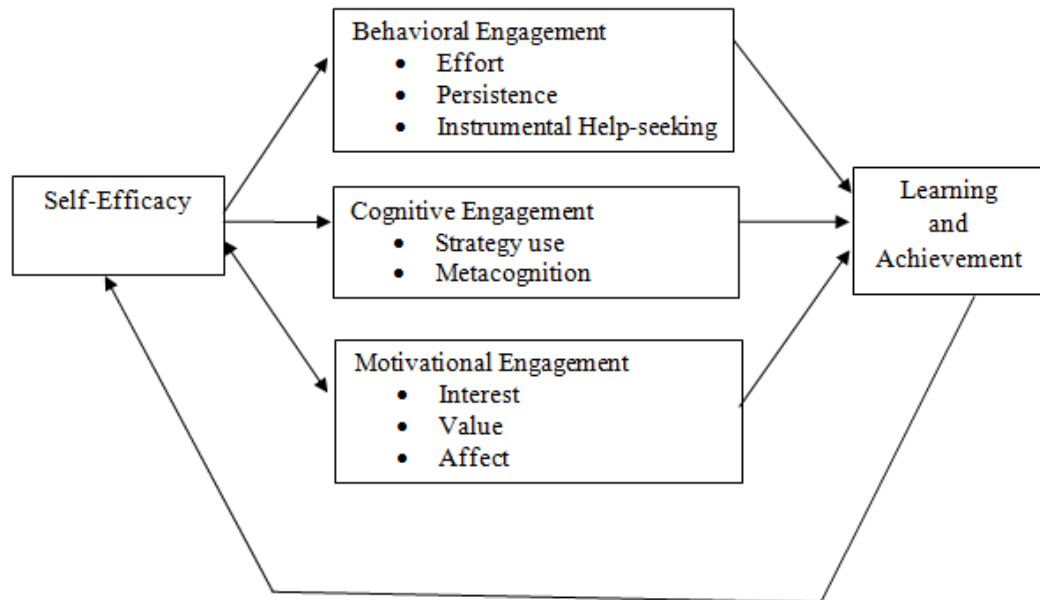 Self-Efficacy
Behavioral Engagement
• Effort
• Persistence
• Instrumental Help-seeking
Cognitive Engagement
• Strategy use
• Metacognition
Motivational Engagement
• Interest
• Value
• Affect
Learning
and
Achievement